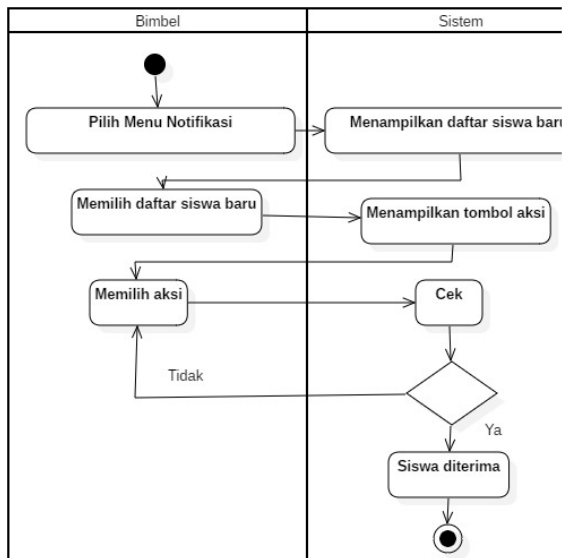 Bimbel
Sistem
Pilih Menu Notifikasi
Menampilkan daftar siswa baru
Memilih daftar siswa baru
Menampilkan tombol aksi
Memilih aksi
Cek
Tidak
Ya
Siswa diterima